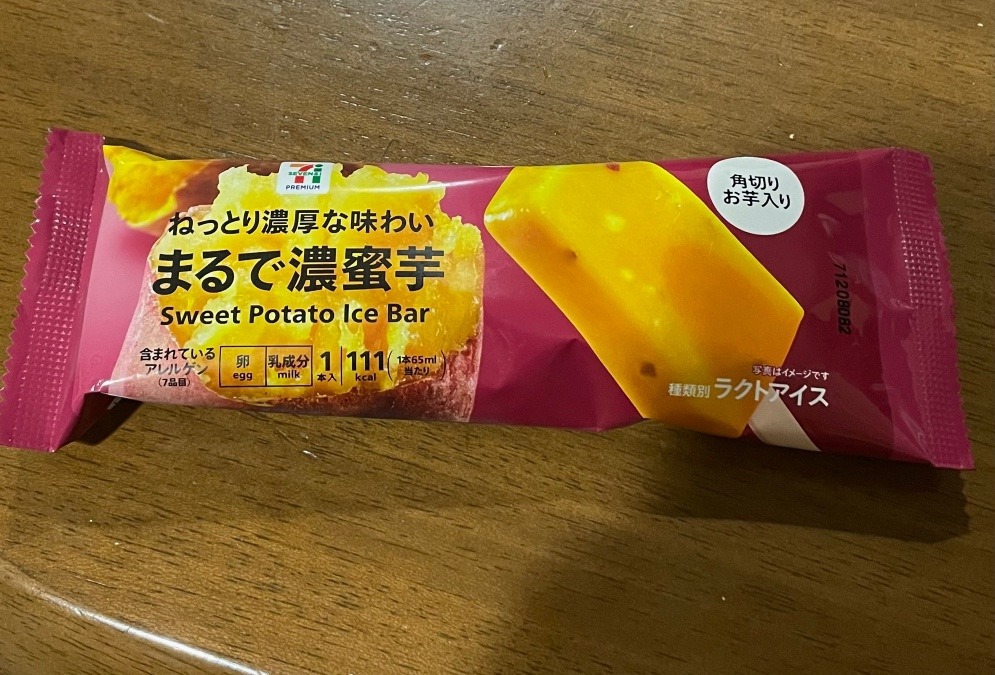 SEVEN&i
PREMIUM
ねっとり濃厚な味わい
まるで濃蜜芋
Sweet Potato Ice Bar
含まれている
アレルゲン
(7品目)
卵
egg
乳成分
milk
1
本入
111
kcal
(1本65ml
当たり)
角切り
お芋入り
71208082
写真はイメージです
種類別 ラクトアイス